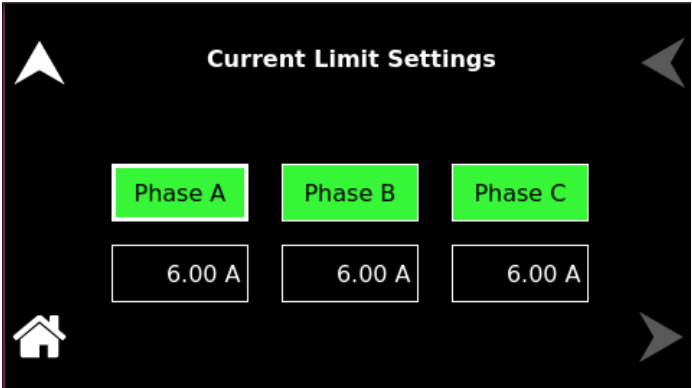 Current Limit Settings
Phase A Phase B Phase C
6.00 A 6.00 A 6.00 A